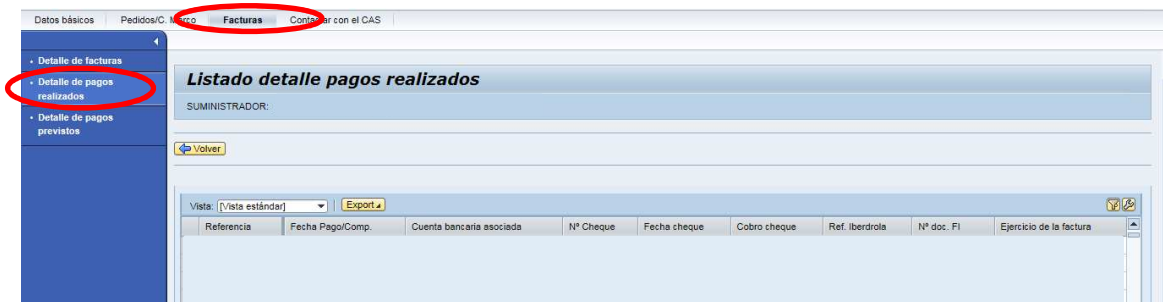 Datos básicos Pedidos/C. Marco Facturas Contactar con el CAS
Detalle de facturas
Detalle de pagos
realizados
Detalle de pagos
previstos
Listado detalle pagos realizados
SUMINISTRADOR:
Volver
Vista: [Vista estándar] Export
Referencia Fecha Pago/Comp. Cuenta bancaria asociada Nº Cheque Fecha cheque Cobro cheque Ref. Iberdrola Nº doc. FI Ejercicio de la factura